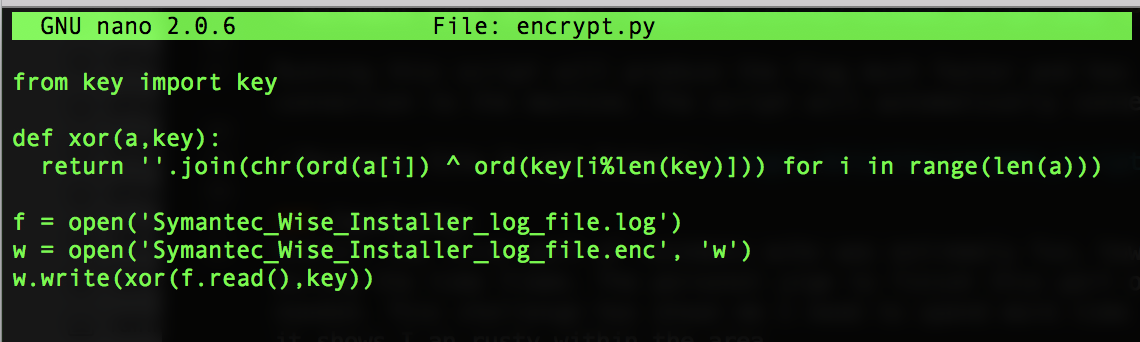 GNU nano 2.0.6 File: encrypt.py
from key import key
def xor(a,key):
return ''.join(chr(ord(a[i]) ^ ord(key[i%len(key)])) for i in range(len(a)))
f = open('Symantec_Wise_Installer_log_file.log')
w = open('Symantec_Wise_Installer_log_file.enc', 'w')
w.write(xor(f.read(),key))